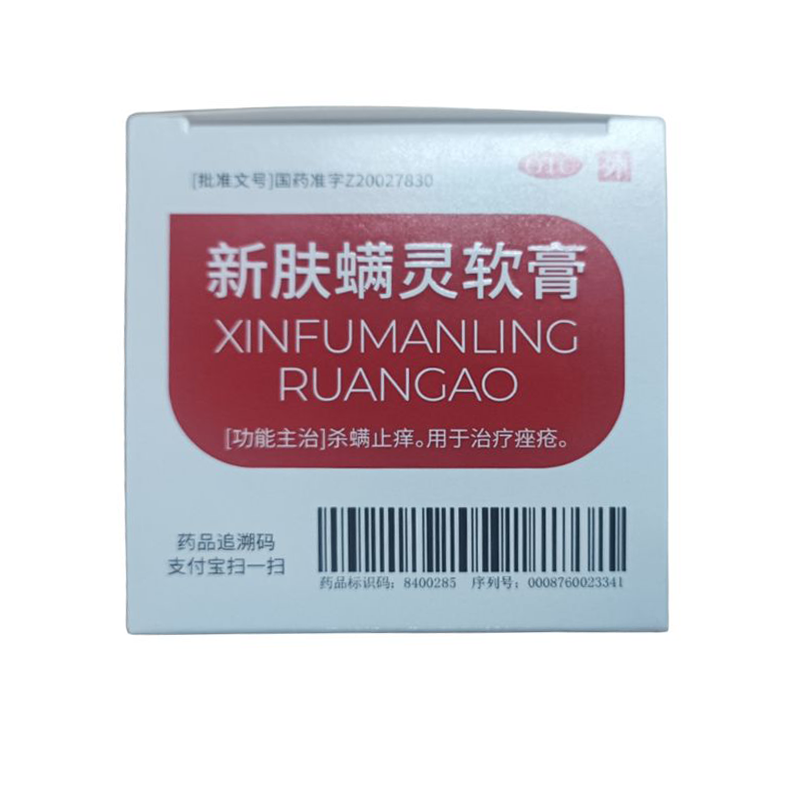 [批准文号]国药准字Z20027830
OTC
外
新肤螨灵软膏
XINFUMANLING
RUANGAO
[功能主治]杀螨止痒。用于治疗痤疮。
药品追溯码
支付宝扫一扫
药品标识码：8400285 序列号：0008760023341